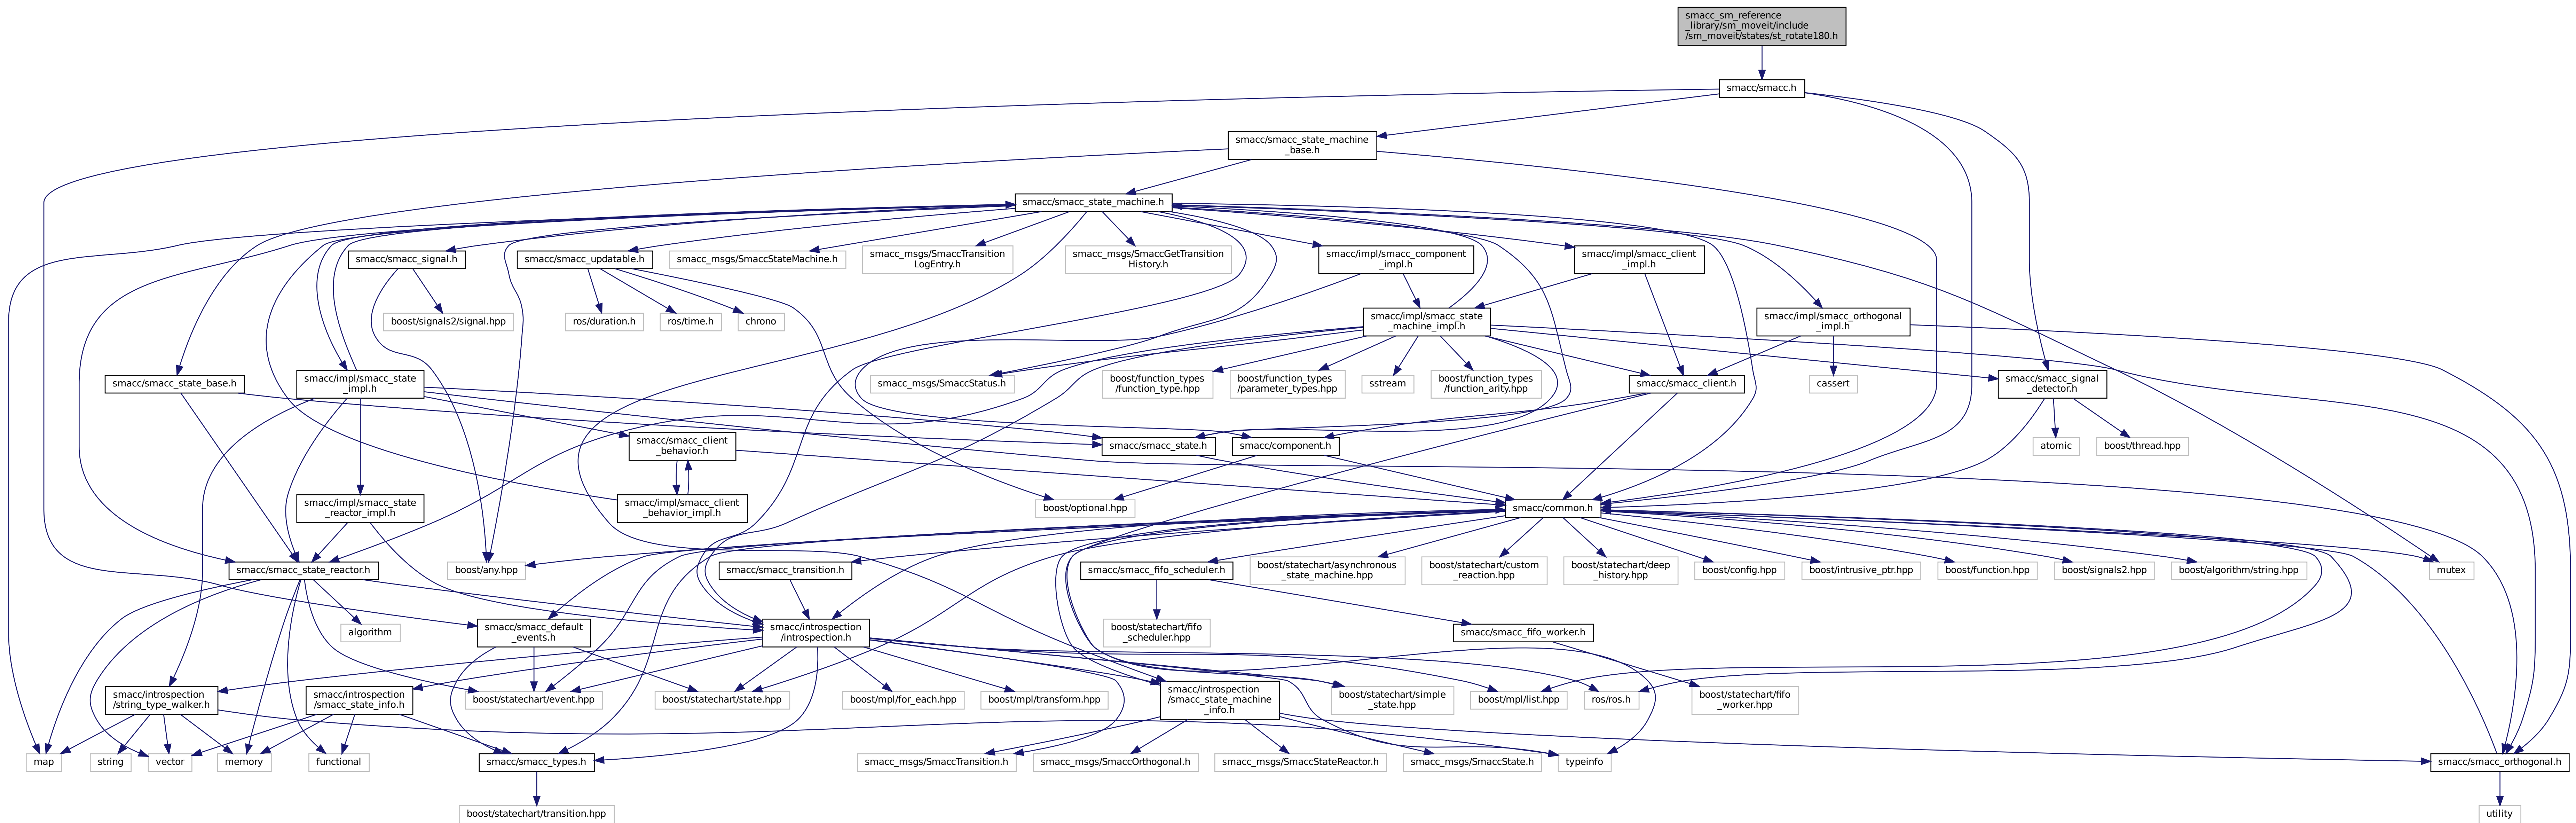 smacc_sm_reference
_library/sm_moveit/include
/sm_moveit/states/st_rotate180.h
smacc/smacc.h
smacc/smacc_state_machine
_base.h
smacc/smacc_state_machine.h
smacc/smacc_signal.h
smacc/smacc_updatable.h
smacc_msgs/SmaccStateMachine.h
smacc_msgs/SmaccTransition
LogEntry.h
smacc_msgs/SmaccGetTransition
History.h
smacc/impl/smacc_component
_impl.h
smacc/impl/smacc_client
_impl.h
boost/signals2/signal.hpp
ros/duration.h
ros/time.h
chrono
smacc/impl/smacc_state
_machine_impl.h
smacc/impl/smacc_orthogonal
_impl.h
smacc/smacc_state_base.h
smacc/impl/smacc_state
_impl.h
smacc_msgs/SmaccStatus.h
boost/function_types
/function_type.hpp
boost/function_types
/parameter_types.hpp
sstream
boost/function_types
/function_arity.hpp
smacc/smacc_client.h
cassert
smacc/smacc_signal
_detector.h
smacc/smacc_client
_behavior.h
smacc/smacc_state.h
smacc/component.h
atomic
boost/thread.hpp
smacc/impl/smacc_state
_reactor_impl.h
smacc/impl/smacc_client
_behavior_impl.h
boost/optional.hpp
smacc/common.h
smacc/smacc_state_reactor.h
boost/any.hpp
smacc/smacc_transition.h
smacc/smacc_fifo_scheduler.h
boost/statechart/asynchronous
_state_machine.hpp
boost/statechart/custom
_reaction.hpp
boost/statechart/deep
_history.hpp
boost/config.hpp
boost/intrusive_ptr.hpp
boost/function.hpp
boost/signals2.hpp
boost/algorithm/string.hpp
mutex
algorithm
smacc/smacc_default
_events.h
smacc/introspection
/introspection.h
boost/statechart/fifo
_scheduler.hpp
smacc/smacc_fifo_worker.h
smacc/introspection
/string_type_walker.h
smacc/introspection
/smacc_state_info.h
boost/statechart/event.hpp
boost/statechart/state.hpp
boost/mpl/for_each.hpp
boost/mpl/transform.hpp
smacc/introspection
/smacc_state_machine
_info.h
boost/statechart/simple
_state.hpp
boost/mpl/list.hpp
ros/ros.h
boost/statechart/fifo
_worker.hpp
map
string
vector
memory
functional
smacc/smacc_types.h
smacc_msgs/SmaccTransition.h
smacc_msgs/SmaccOrthogonal.h
smacc_msgs/SmaccStateReactor.h
smacc_msgs/SmaccState.h
typeinfo
smacc/smacc_orthogonal.h
boost/statechart/transition.hpp
utility